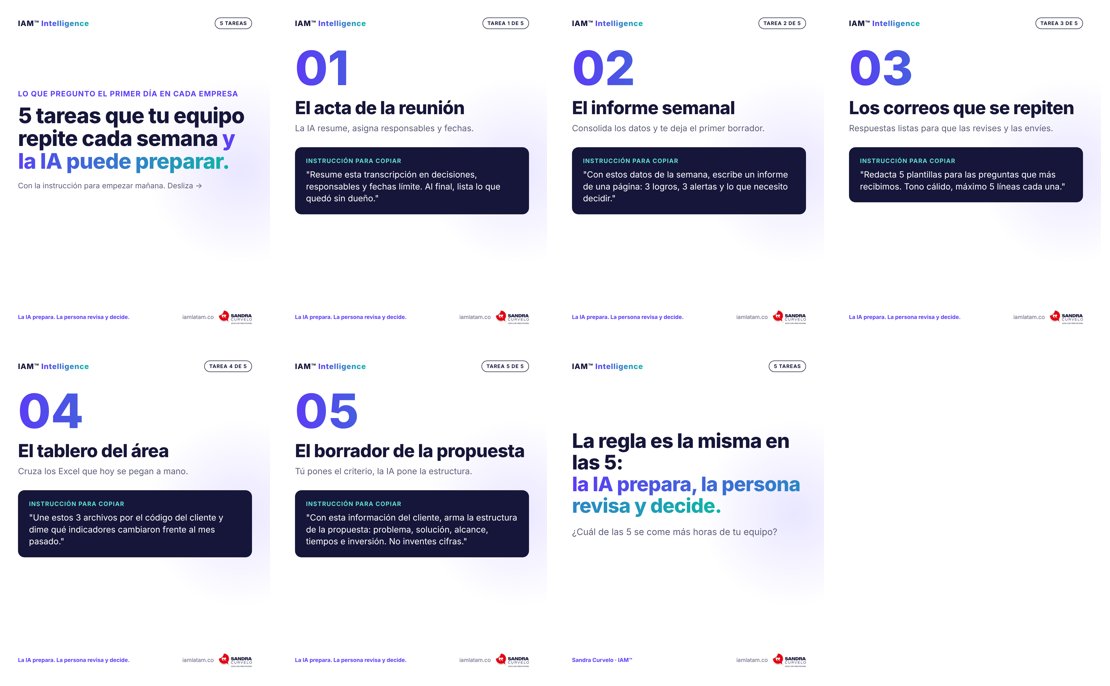 IAM™ Intelligence
5 TAREAS
LO QUE PREGUNTO EL PRIMER DÍA EN CADA EMPRESA
5 tareas que tu equipo
repite cada semana y
la IA puede preparar.
Con la instrucción para empezar mañana. Desliza →
La IA prepara. La persona revisa y decide.
iamlatam.co
SANDRA
CURVELO
IAM™ Intelligence
TAREA 1 DE 5
01
El acta de la reunión
La IA resume, asigna responsables y fechas.
INSTRUCCIÓN PARA COPIAR
"Resume esta transcripción en decisiones,
responsables y fechas límite. Al final, lista lo que
quedó sin dueño."
La IA prepara. La persona revisa y decide.
iamlatam.co
SANDRA
CURVELO
IAM™ Intelligence
TAREA 2 DE 5
02
El informe semanal
Consolida los datos y te deja el primer borrador.
INSTRUCCIÓN PARA COPIAR
"Con estos datos de la semana, escribe un informe
de una página: 3 logros, 3 alertas y lo que necesito
decidir."
La IA prepara. La persona revisa y decide.
iamlatam.co
SANDRA
CURVELO
IAM™ Intelligence
TAREA 3 DE 5
03
Los correos que se repiten
Respuestas listas para que las revises y las envíes.
INSTRUCCIÓN PARA COPIAR
"Redacta 5 plantillas para las preguntas que más
recibimos. Tono cálido, máximo 5 líneas cada una."
La IA prepara. La persona revisa y decide.
iamlatam.co
SANDRA
CURVELO
IAM™ Intelligence
TAREA 4 DE 5
04
El tablero del área
Cruza los Excel que hoy se pegan a mano.
INSTRUCCIÓN PARA COPIAR
"Une estos 3 archivos por el código del cliente y
dime qué indicadores cambiaron frente al mes
pasado."
La IA prepara. La persona revisa y decide.
iamlatam.co
SANDRA
CURVELO
IAM™ Intelligence
TAREA 5 DE 5
05
El borrador de la propuesta
Tú pones el criterio, la IA pone la estructura.
INSTRUCCIÓN PARA COPIAR
"Con esta información del cliente, arma la estructura
de la propuesta: problema, solución, alcance,
tiempos e inversión. No inventes cifras."
La IA prepara. La persona revisa y decide.
iamlatam.co
SANDRA
CURVELO
IAM™ Intelligence
5 TAREAS
La regla es la misma en
las 5:
la IA prepara, la persona
revisa y decide.
¿Cuál de las 5 se come más horas de tu equipo?
Sandra Curvelo · IAM™
iamlatam.co
SANDRA
CURVELO